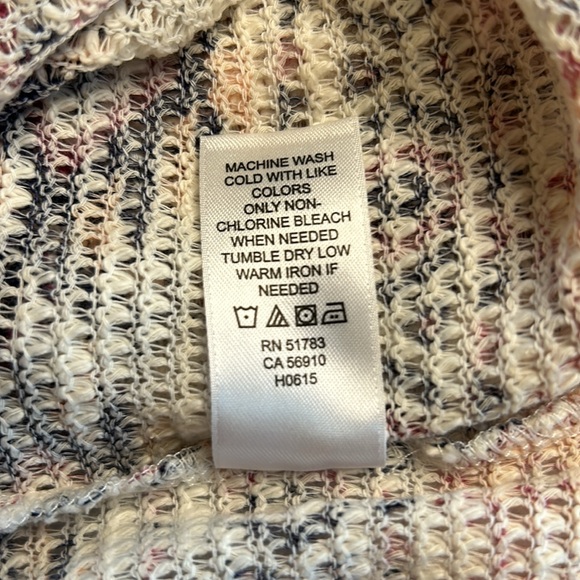 MACHINE WASH
COLD WITH LIKE
COLORS
ONLY NON-
CHLORINE BLEACH
WHEN NEEDED
TUMBLE DRY LOW
WARM IRON IF
NEEDED
RN 51783
CA 56910
H0615